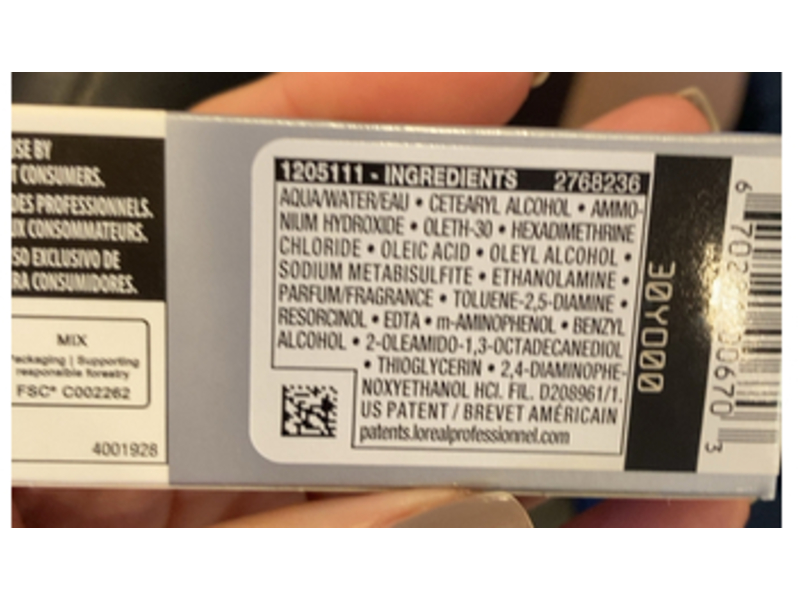 SE BY
T CONSUMERS.
DES PROFESSIONNELS.
UX CONSOMMATEURS.
SO EXCLUSIVO DE
RA CONSUMIDORES.
MIX
Packaging | Supporting
responsible forestry
FSC® C002262
4001928
1205111 - INGREDIENTS 2768236
AQUA/WATER/EAU • CETEARYL ALCOHOL • AMMO-
NIUM HYDROXIDE • OLETH-30 • HEXADIMETHRINE
CHLORIDE • OLEIC ACID • OLEYL ALCOHOL •
SODIUM METABISULFITE • ETHANOLAMINE •
PARFUM/FRAGRANCE • TOLUENE-2,5-DIAMINE •
RESORCINOL • EDTA • m-AMINOPHENOL • BENZYL
ALCOHOL • 2-OLEAMIDO-1,3-OCTADECANEDIOL
• THIOGLYCERIN • 2,4-DIAMINOPHE-
NOXYETHANOL HCl. FIL. D208961/1.
US PATENT / BREVET AMÉRICAIN
patents.lorealprofessionnel.com
30Y000